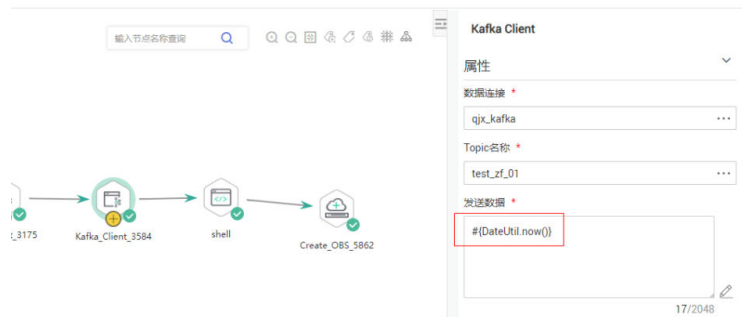 输入节点名称查询
Kafka Client
属性
数据连接 *
qjx_kafka
Topic名称 *
test_zf_01
发送数据 *
#{DateUtil.now()}
17/2048
_3175
Kafka_Client_3584
shell
Create_OBS_5862